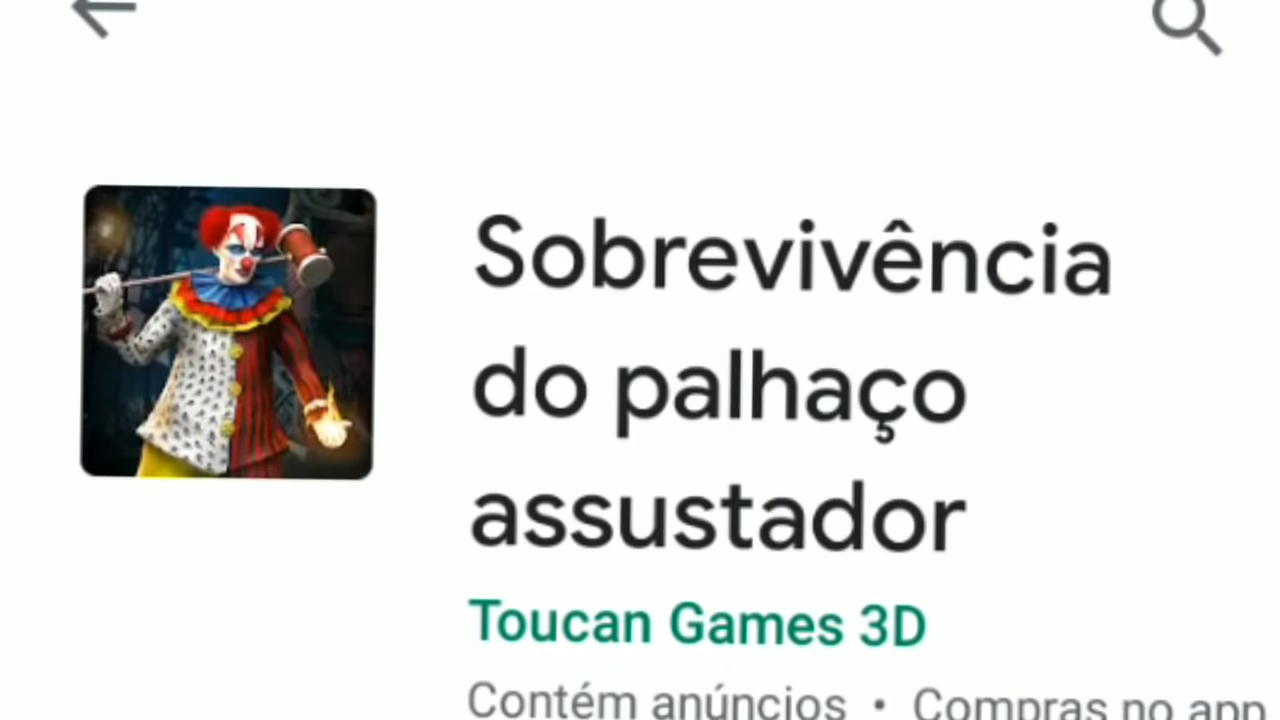 Sobrevivência
do palhaço
assustador
Toucan Games 3D
Contém anúncios • Compras no app